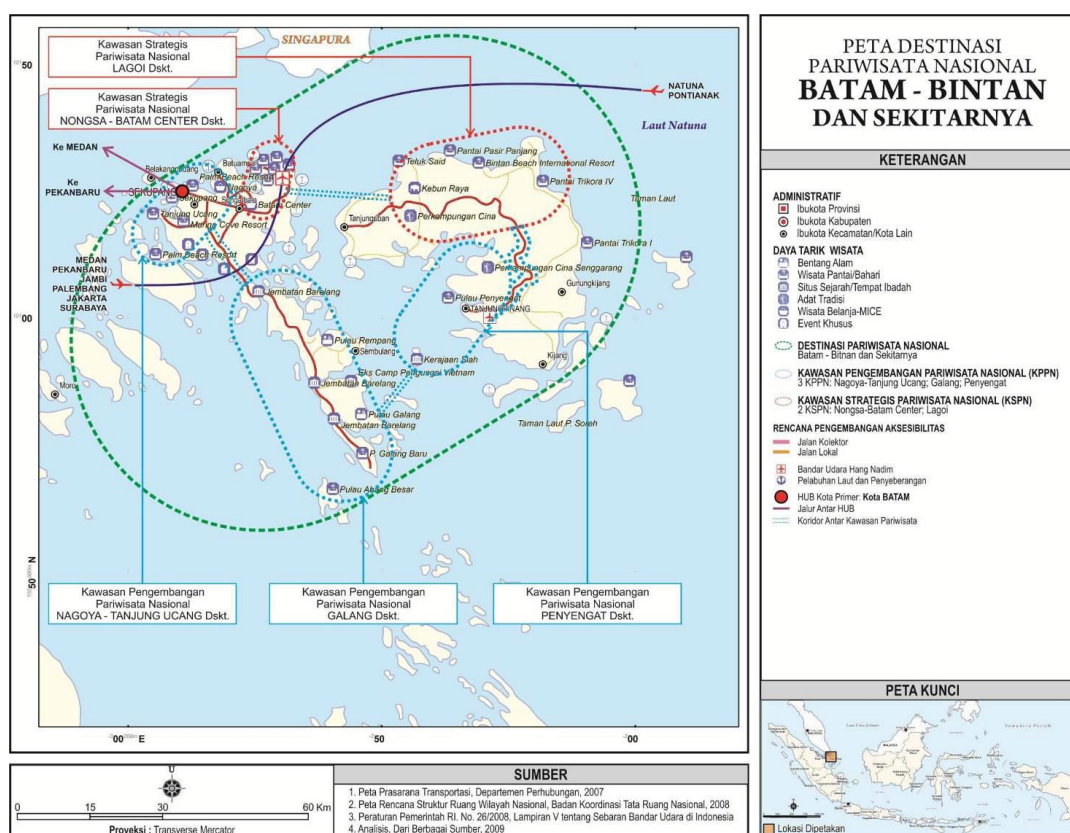 SINGAPURA
Kawasan Strategis
Pariwisata Nasional
LAGOI Dskt.
Kawasan Strategis
Pariwisata Nasional
NONGSA - BATAM CENTER Dskt.
NATUNA
PONTIANAK
Laut Natuna
Ke MEDAN
Ke
PEKANBARU
MEDAN
PEKANBARU
JAMBI
PALEMBANG
JAKARTA
SURABAYA
SEKUPANG
Nagoya
Batam Center
Tanjung Ucang
Marina Cove Resort
Palm Beach Resort
Palm Beach Resort
Teluk Said
Pantai Pasir Panjang
Bintan Beach International Resort
Kebun Raya
Pantai Trikora IV
Taman Laut
Tanjunguban
Perkampungan Cina
Pantai Trikora I
Perkampungan Cina Senggarang
Gunungkijang
Pulau Penyengat
TANJUNGPINANG
Kijang
Taman Laut P. Soreh
Jembatan Barelang
Pulau Rempang
Sembulang
Kerajaan Siah
Eks Camp Pengungsi Vietnam
Jembatan Barelang
Pulau Galang
Jembatan Barelang
P. Galang Baru
Pulau Abang Besar
Moro
Kawasan Pengembangan
Pariwisata Nasional
NAGOYA - TANJUNG UCANG Dskt.
Kawasan Pengembangan
Pariwisata Nasional
GALANG Dskt.
Kawasan Pengembangan
Pariwisata Nasional
PENYENGAT Dskt.
PETA DESTINASI
PARIWISATA NASIONAL
BATAM - BINTAN
DAN SEKITARNYA
KETERANGAN
ADMINISTRATIF
Ibukota Provinsi
Ibukota Kabupaten
Ibukota Kecamatan/Kota Lain
DAYA TARIK WISATA
Bentang Alam
Wisata Pantai/Bahari
Situs Sejarah/Tempat Ibadah
Adat Tradisi
Wisata Belanja-MICE
Event Khusus
DESTINASI PARIWISATA NASIONAL
Batam - Bitnan dan Sekitarnya
KAWASAN PENGEMBANGAN PARIWISATA NASIONAL (KPPN)
3 KPPN: Nagoya-Tanjung Ucang; Galang; Penyengat
KAWASAN STRATEGIS PARIWISATA NASIONAL (KSPN)
2 KSPN: Nongsa-Batam Center; Lagoi
RENCANA PENGEMBANGAN AKSESIBILITAS
Jalan Kolektor
Jalan Lokal
Bandar Udara Hang Nadim
Pelabuhan Laut dan Penyeberangan
HUB Kota Primer: Kota BATAM
Jalur Antar HUB
Koridor Antar Kawasan Pariwisata
PETA KUNCI
Lokasi Dipetakan
0 15 30 60 Km
Proyeksi : Transverse Mercator
SUMBER
1. Peta Prasarana Transportasi, Departemen Perhubungan, 2007
2. Peta Rencana Struktur Ruang Wilayah Nasional, Badan Koordinasi Tata Ruang Nasional, 2008
3. Peraturan Pemerintah RI. No. 26/2008, Lampiran V tentang Sebaran Bandar Udara di Indonesia
4. Analisis, Dari Berbagai Sumber, 2009